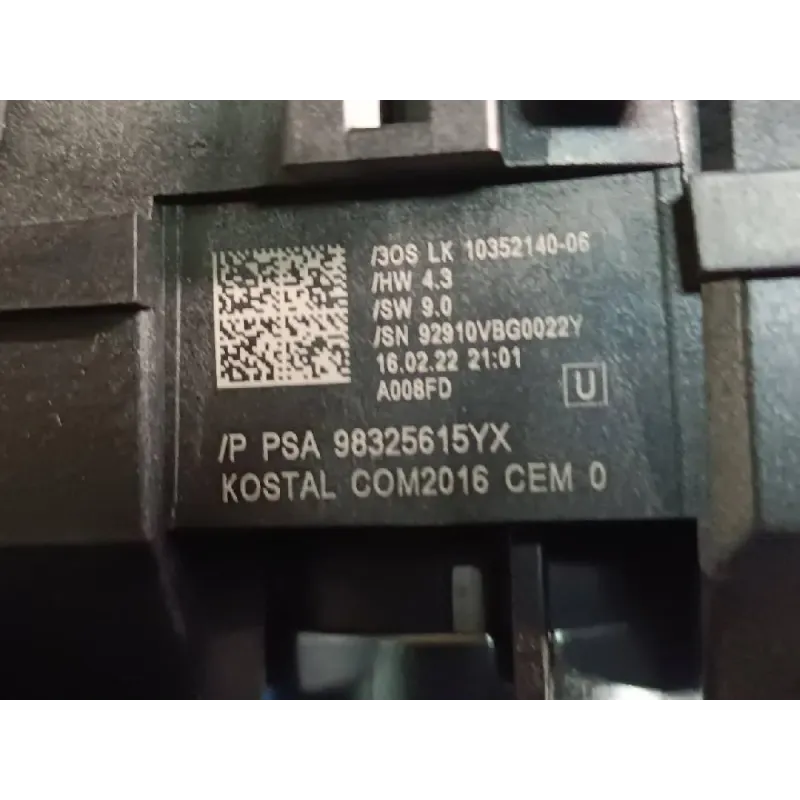 /3OS LK 10352140-06
/HW 4.3
/SW 9.0
/SN 92910VBG0022Y
16.02.22 21:01
A008FD
U
/P PSA 98325615YX
KOSTAL COM2016 CEM 0